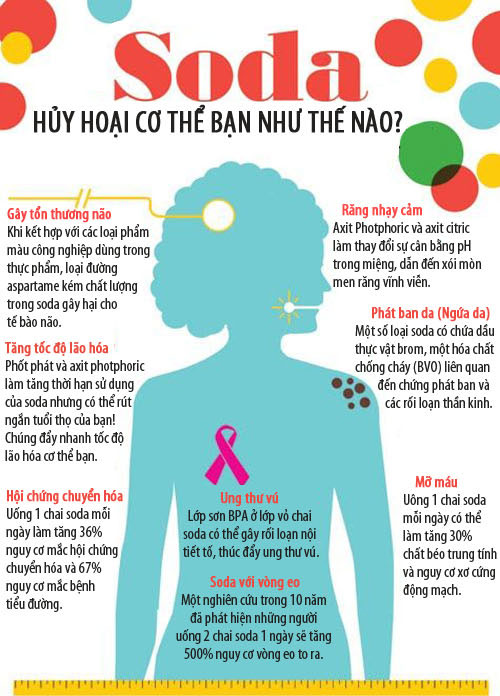 Soda
HỦY HOẠI CƠ THỂ BẠN NHƯ THẾ NÀO?
Gây tổn thương não
Khi kết hợp với các loại phẩm
màu công nghiệp dùng trong
thực phẩm, loại đường
aspartame kém chất lượng
trong soda gây hại cho
tế bào não.
Tăng tốc độ lão hóa
Phốt phát và axit photphoric
làm tăng thời hạn sử dụng
của soda nhưng có thể rút
ngắn tuổi thọ của bạn!
Chúng đẩy nhanh tốc độ
lão hóa cơ thể bạn.
Hội chứng chuyển hóa
Uống 1 chai soda mỗi
ngày làm tăng 36%
nguy cơ mắc hội chứng
chuyển hóa và 67%
nguy cơ mắc bệnh
tiểu đường.
Ung thư vú
Lớp sơn BPA ở lớp vỏ chai
soda có thể gây rối loạn nội
tiết tố, thúc đẩy ung thư vú.
Soda với vòng eo
Một nghiên cứu trong 10 năm
đã phát hiện những người
uống 2 chai soda 1 ngày sẽ tăng
500% nguy cơ vòng eo to ra.
Răng nhạy cảm
Axit Photphoric và axit citric
làm thay đổi sự cân bằng pH
trong miệng, dẫn đến xói mòn
men răng vĩnh viễn.
Phát ban da (Ngứa da)
Một số loại soda có chứa dầu
thực vật brom, một hóa chất
chống cháy (BVO) liên quan
đến chứng phát ban và
các rối loạn thần kinh.
Mỡ máu
Uông 1 chai soda
mỗi ngày có thể
làm tăng 30%
chất béo trung tính
và nguy cơ xơ cứng
động mạch.